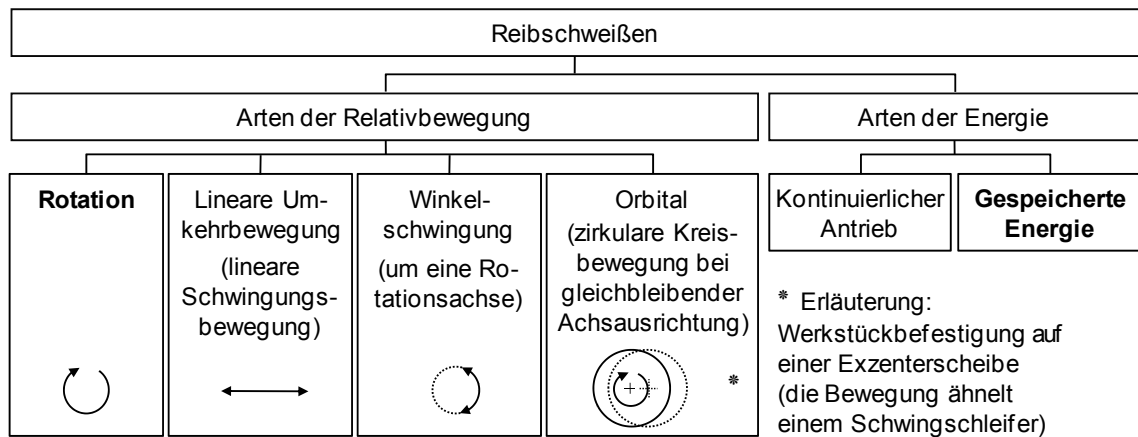 Reibschweißen
Arten der Relativbewegung
Arten der Energie
Rotation
Lineare Um-
kehrbewegung
(lineare
Schwingungs-
bewegung)
Winkel-
schwingung
(um eine Ro-
tationsachse)
Orbital
(zirkulare Kreis-
bewegung bei
gleichbleibender
Achsausrichtung)
*
Kontinuierlicher
Antrieb
Gespeicherte
Energie
* Erläuterung:
Werkstückbefestigung auf
einer Exzenterscheibe
(die Bewegung ähnelt
einem Schwingschleifer)